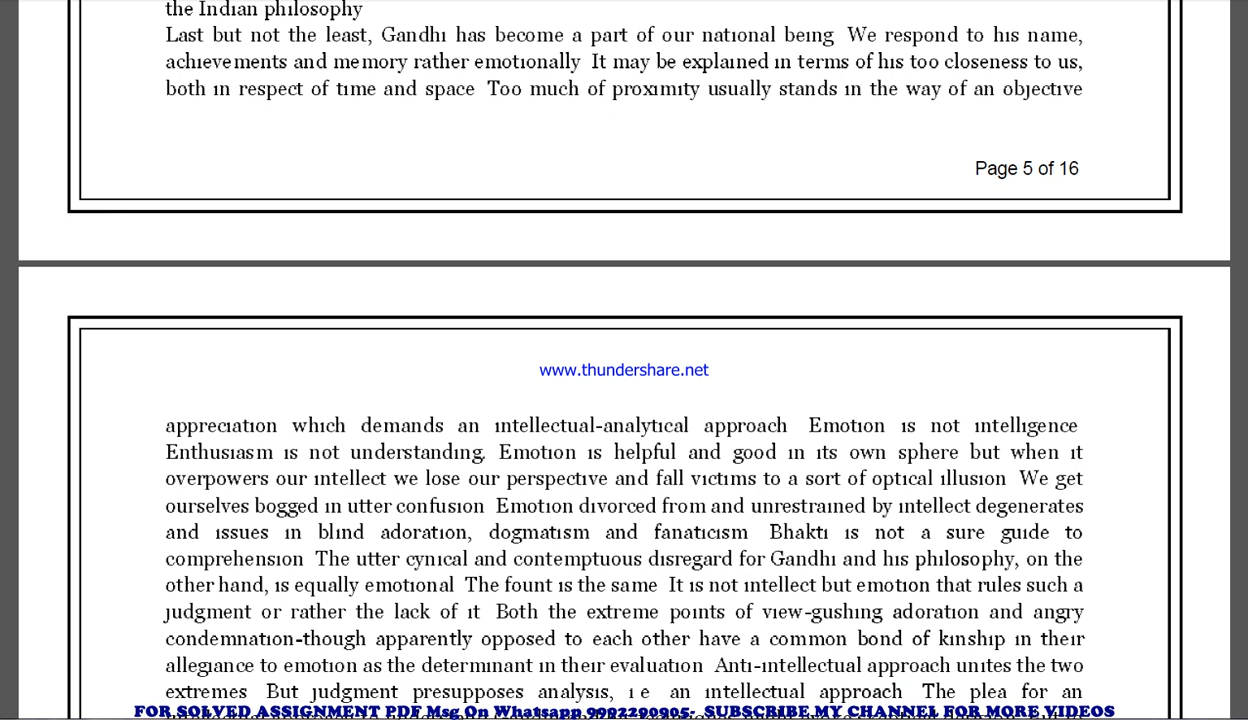 the Indian philosophy
Last but not the least, Gandhi has become a part of our national being We respond to his name,
achievements and memory rather emotionally It may be explained in terms of his too closeness to us,
both in respect of time and space Too much of proximity usually stands in the way of an objective
Page 5 of 16
www.thundershare.net
appreciation which demands an intellectual-analytical approach Emotion is not intelligence
Enthusiasm is not understanding. Emotion is helpful and good in its own sphere but when it
overpowers our intellect we lose our perspective and fall victims to a sort of optical illusion We get
ourselves bogged in utter confusion Emotion divorced from and unrestrained by intellect degenerates
and issues in blind adoration, dogmatism and fanaticism Bhakti is not a sure guide to
comprehension The utter cynical and contemptuous disregard for Gandhi and his philosophy, on the
other hand, is equally emotional The fount is the same It is not intellect but emotion that rules such a
judgment or rather the lack of it Both the extreme points of view-gushing adoration and angry
condemnation-though apparently opposed to each other have a common bond of kinship in their
allegiance to emotion as the determinant in their evaluation Anti-intellectual approach unites the two
extremes But judgment presupposes analysis, i e an intellectual approach The plea for an
FOR SOLVED ASSIGNMENT PDF Msg On Whatsapp 9992290905- SUBSCRIBE MY CHANNEL FOR MORE VIDEOS